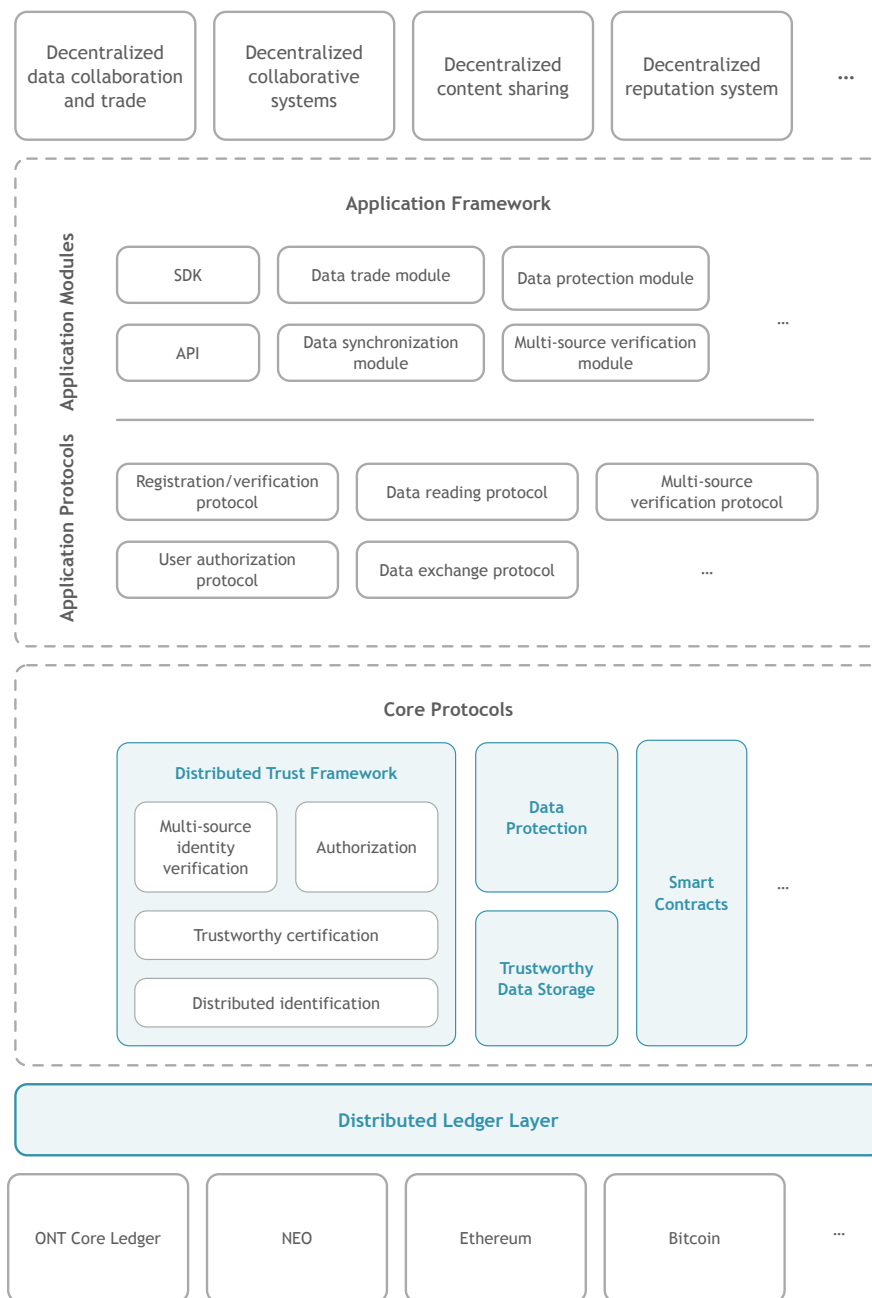 Decentralized
data collaboration
and trade
Decentralized
collaborative
systems
Decentralized
content sharing
Decentralized
reputation system
...
Application Framework
Application Modules
SDK
Data trade module
Data protection module
API
Data synchronization
module
Multi-source verification
module
...
Application Protocols
Registration/verification
protocol
Data reading protocol
Multi-source
verification protocol
User authorization
protocol
Data exchange protocol
...
Core Protocols
Distributed Trust Framework
Multi-source
identity
verification
Authorization
Trustworthy certification
Distributed identification
Data
Protection
Trustworthy
Data Storage
Smart
Contracts
...
Distributed Ledger Layer
ONT Core Ledger
NEO
Ethereum
Bitcoin
...